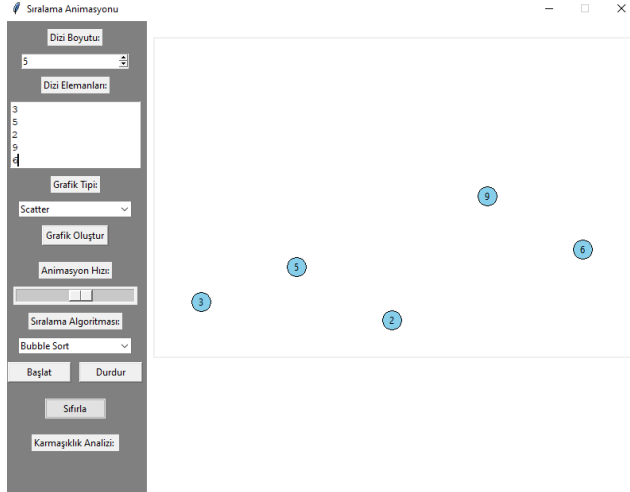 Sıralama Animasyonu
Dizi Boyutu:
5
Dizi Elemanları:
3
5
2
9
6
Grafik Tipi:
Scatter
Grafik Oluştur
Animasyon Hızı:
Sıralama Algoritması:
Bubble Sort
Başlat Durdur
Sıfırla
Karmaşıklık Analizi:
9
6
5
3
2